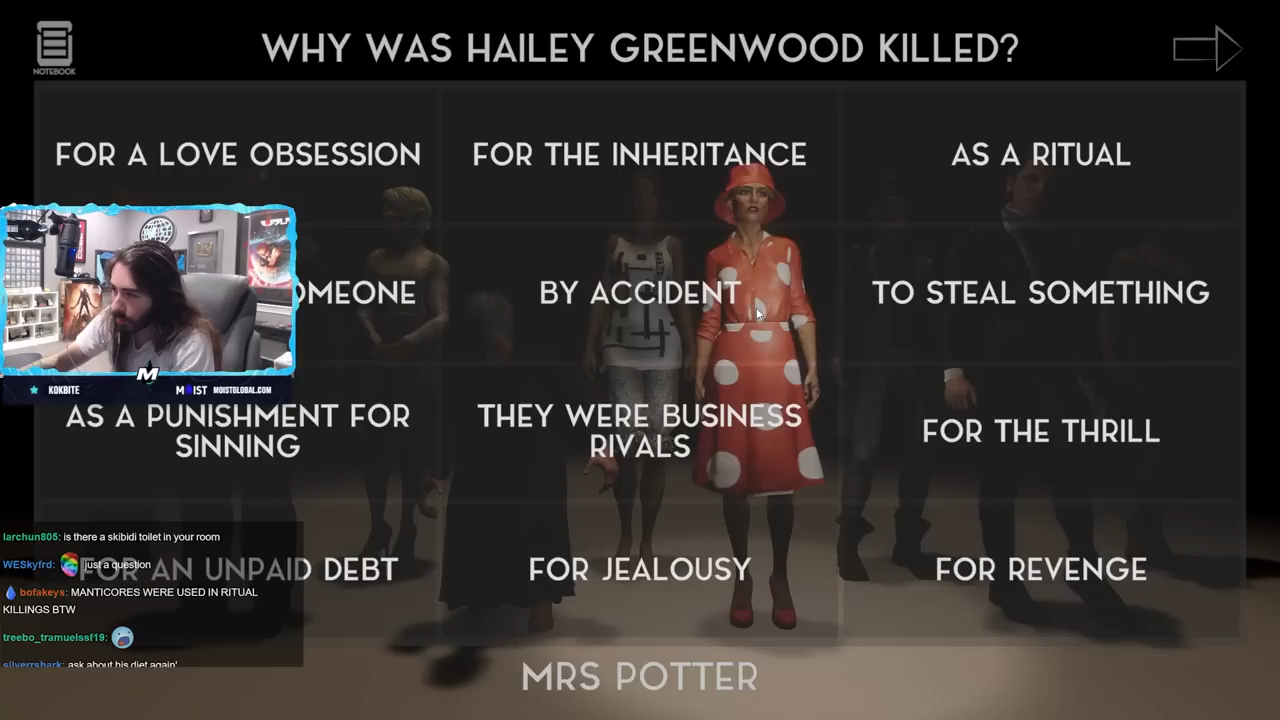 NOTEBOOK
WHY WAS HAILEY GREENWOOD KILLED?
FOR A LOVE OBSESSION
FOR THE INHERITANCE
AS A RITUAL
OMEONE
BY ACCIDENT
TO STEAL SOMETHING
KOKBITE
M
MOIST
MOISTGLOBAL.COM
AS A PUNISHMENT FOR
SINNING
THEY WERE BUSINESS
RIVALS
FOR THE THRILL
larchun805: is there a skibidi toilet in your room
WESkyfrd: just a question
bofakeys: MANTICORES WERE USED IN RITUAL
KILLINGS BTW
treebo_tramuelssf19:
silverrshark: ask about his diet again'
FOR AN UNPAID DEBT
FOR JEALOUSY
FOR REVENGE
MRS POTTER